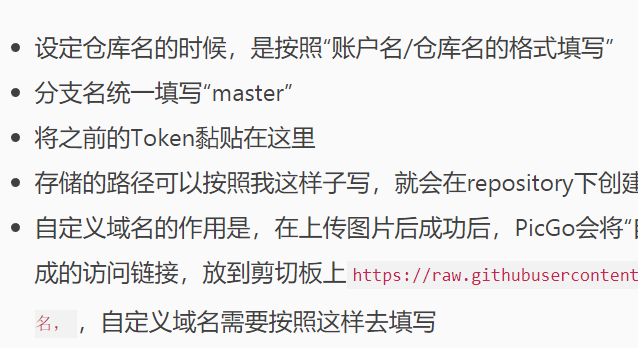 设定仓库名的时候，是按照“账户名/仓库名的格式填写”
分支名统一填写“master”
将之前的Token黏贴在这里
存储的路径可以按照我这样子写，就会在repository下创建
自定义域名的作用是，在上传图片后成功后，PicGo会将“自
成的访问链接，放到剪切板上 https://raw.githubusercontent
名， ，自定义域名需要按照这样去填写